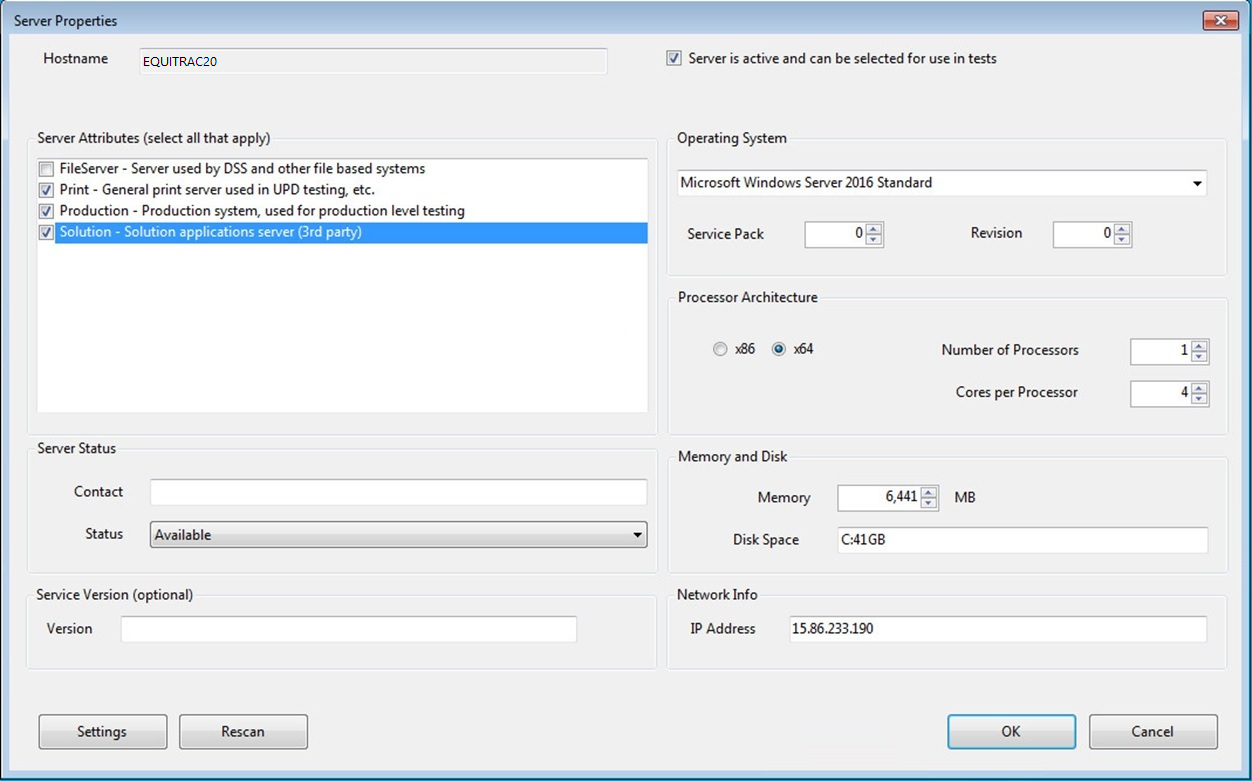 Server Properties
Hostname EQUITRAC20
Server is active and can be selected for use in tests
Server Attributes (select all that apply)
FileServer - Server used by DSS and other file based systems
Print - General print server used in UPD testing, etc.
Production - Production system, used for production level testing
Solution - Solution applications server (3rd party)
Operating System
Microsoft Windows Server 2016 Standard
Service Pack 0 Revision 0
Processor Architecture
x86 x64 Number of Processors 1
Cores per Processor 4
Server Status
Contact
Status Available
Memory and Disk
Memory 6,441 MB
Disk Space C:41GB
Service Version (optional)
Version
Network Info
IP Address 15.86.233.190
Settings Rescan OK Cancel